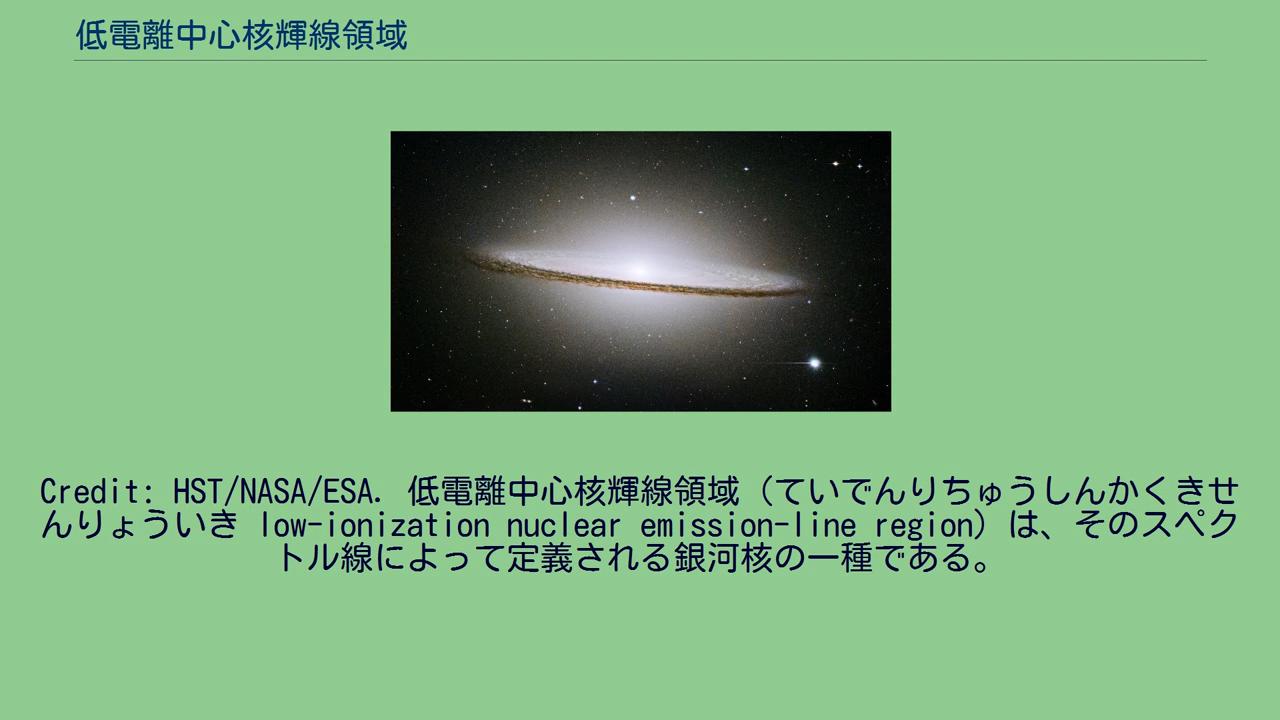 低電離中心核輝線領域
Credit: HST/NASA/ESA. 低電離中心核輝線領域（ていでんりちゅうしんかくきせ
んりょういき low-ionization nuclear emission-line region）は、そのスペク
トル線によって定義される銀河核の一種である。